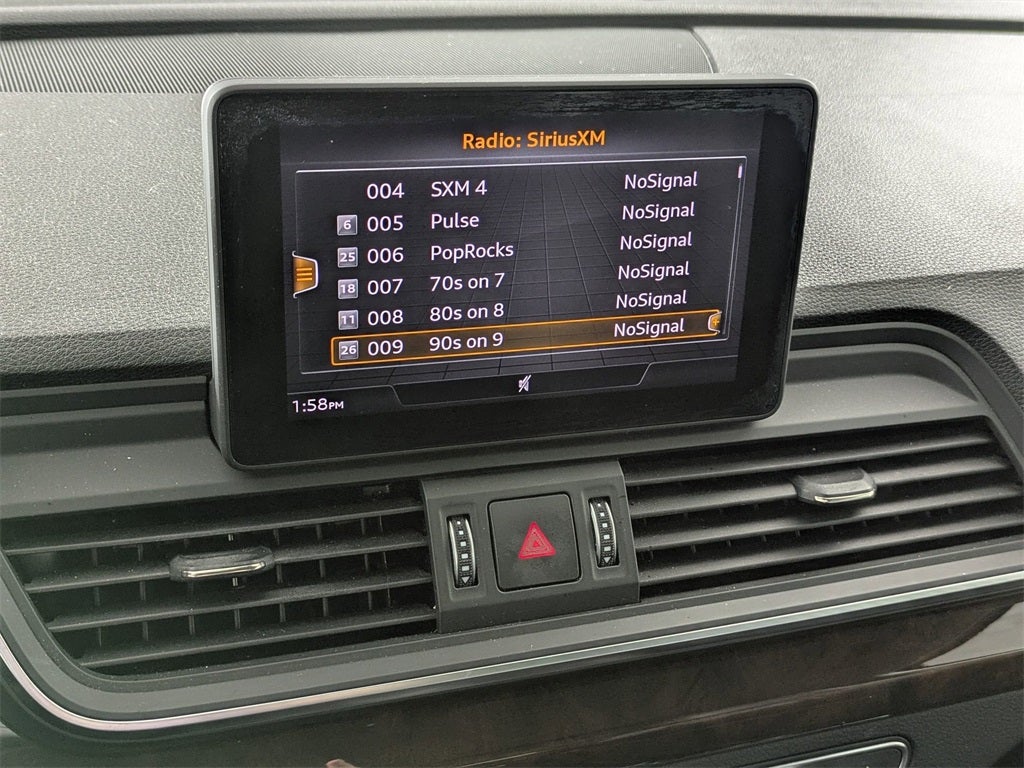 Radio: SiriusXM
004 SXM 4 NoSignal
6 005 Pulse NoSignal
25 006 PopRocks NoSignal
18 007 70s on 7 NoSignal
11 008 80s on 8 NoSignal
26 009 90s on 9 NoSignal
1:58PM